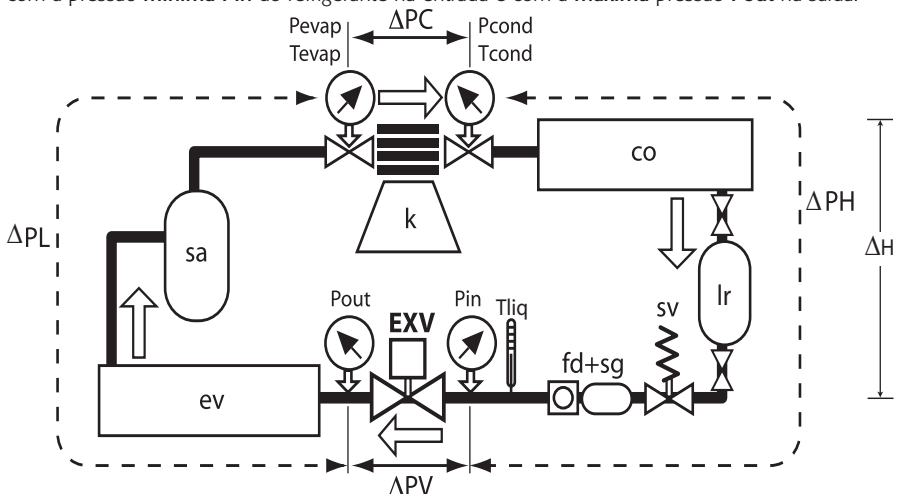 com a pressão mínima Pin do refrigerante na entrada e com a máxima pressão Pout na saída.
Pevap
Tevap
ΔPC
Pcond
Tcond
co
k
sa
ΔPL
ΔPH
ΔH
lr
sv
Pout
EXV
Pin
Tliq
fd+sg
ev
ΔPV